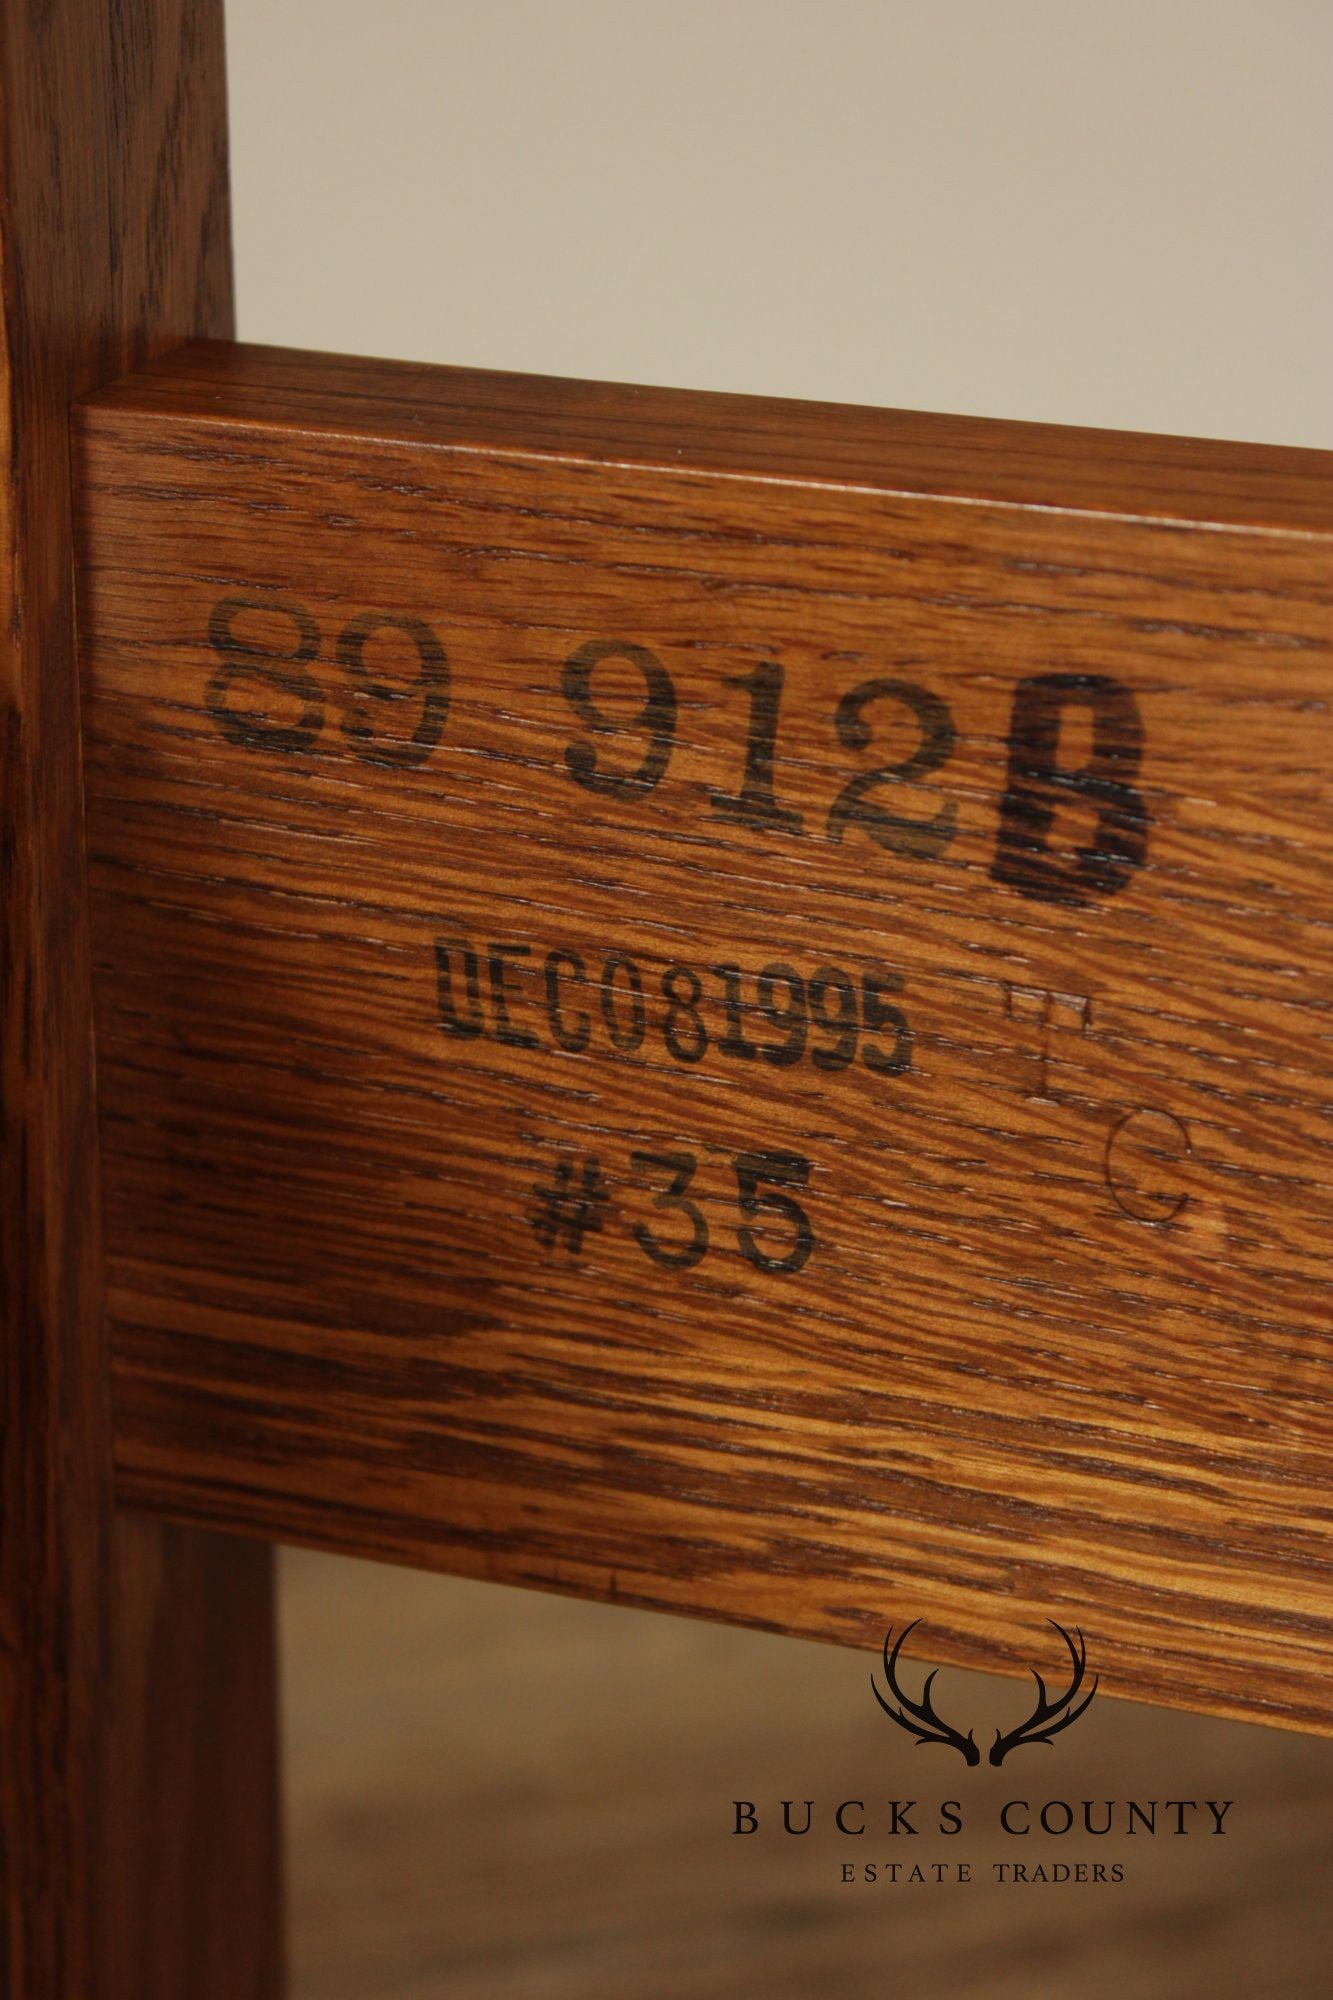 89 912B
DEC081995
T
C
#35
BUCKS COUNTY
ESTATE TRADERS